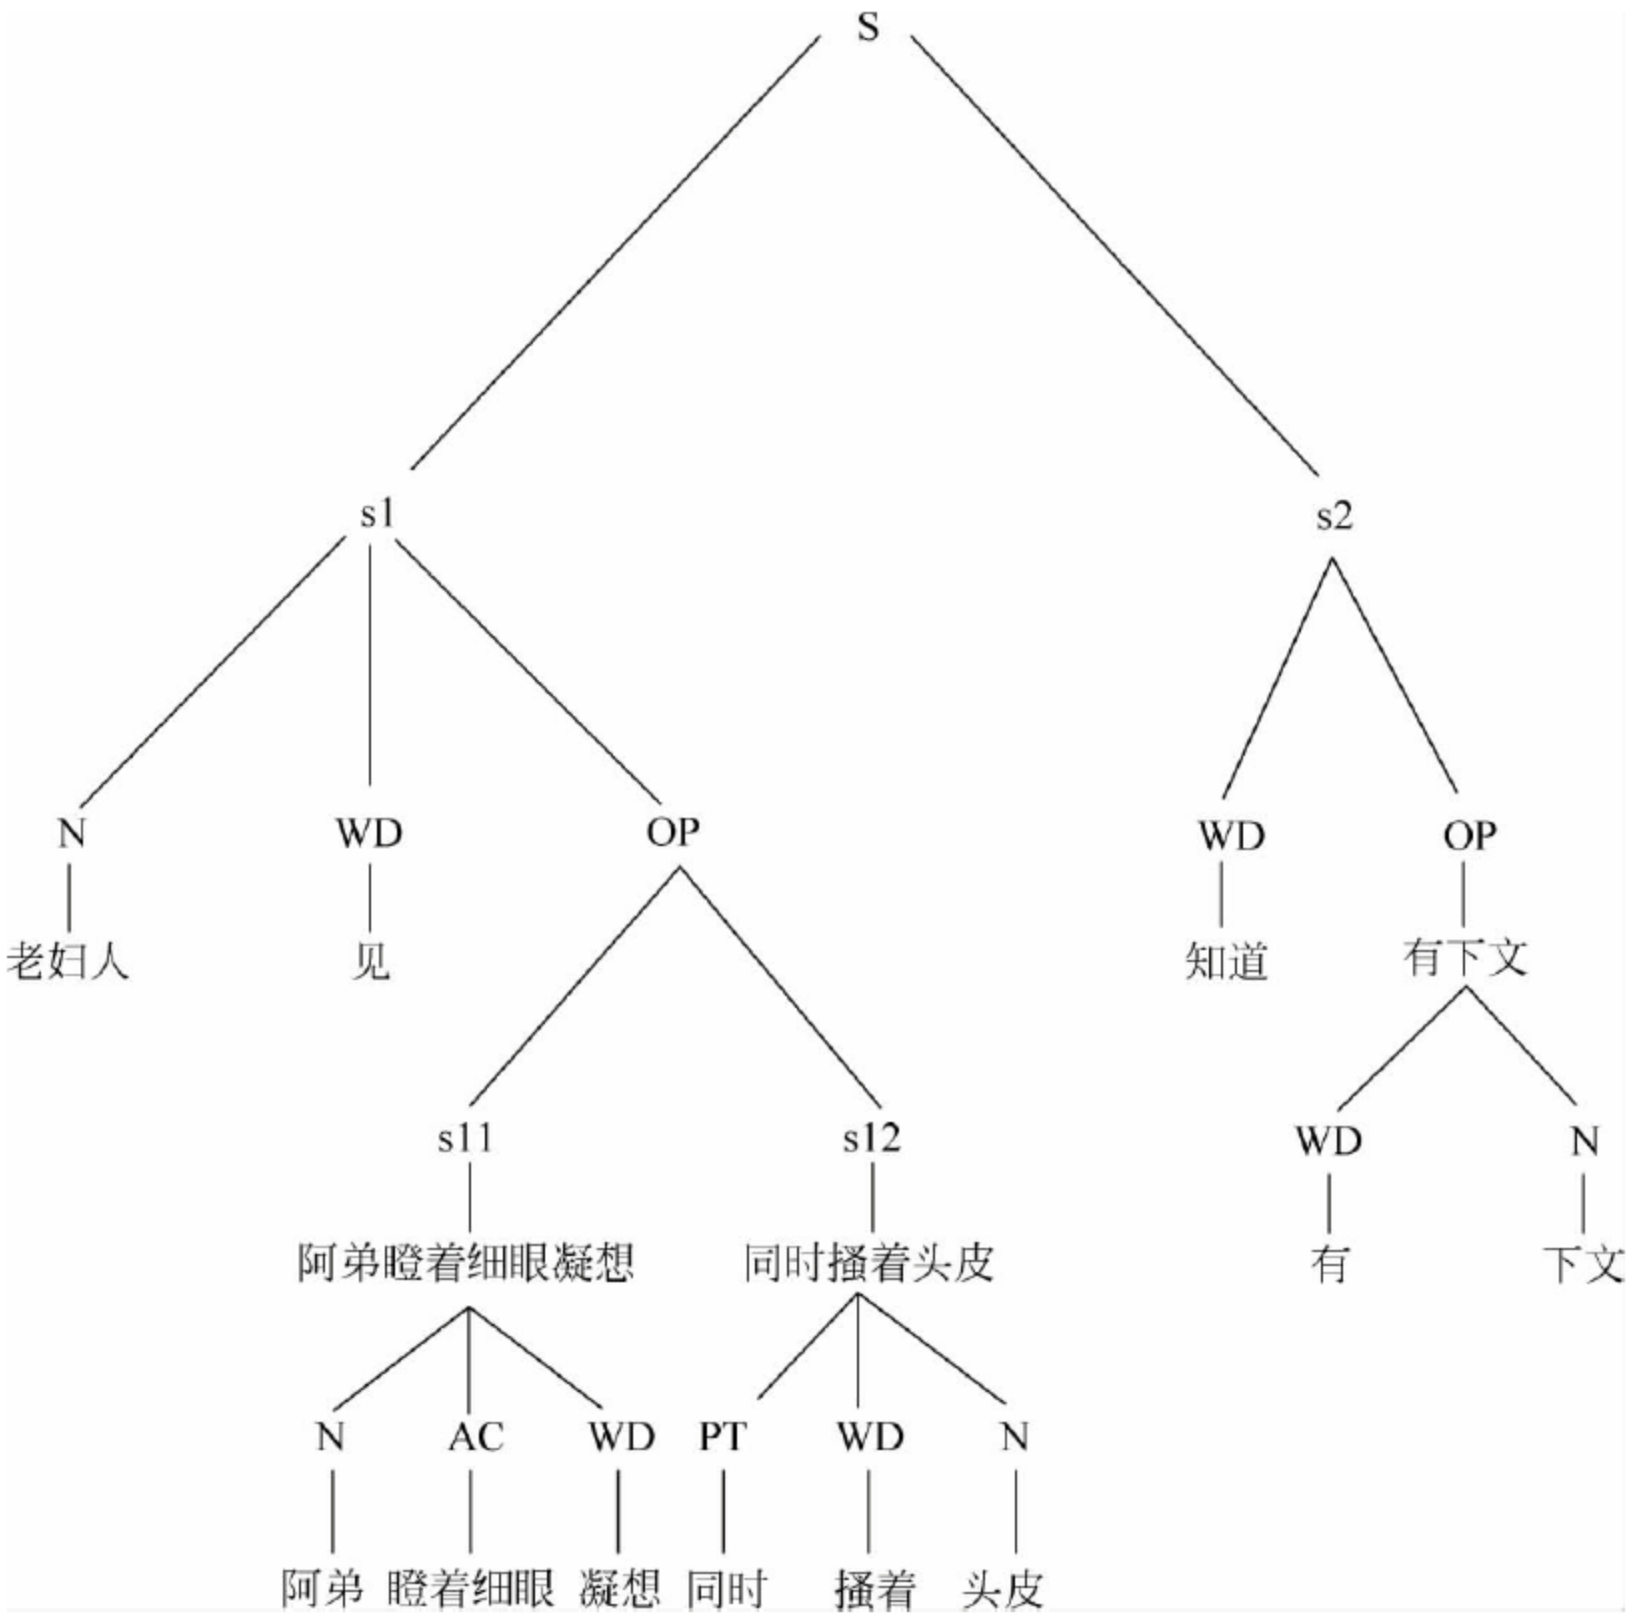 S
s1 s2
N WD OP WD OP
老妇人 见 知道 有下文
s11 s12 WD N
阿弟瞪着细眼凝想 同时搔着头皮 有 下文
N AC WD PT WD N
阿弟 瞪着细眼 凝想 同时 搔着 头皮